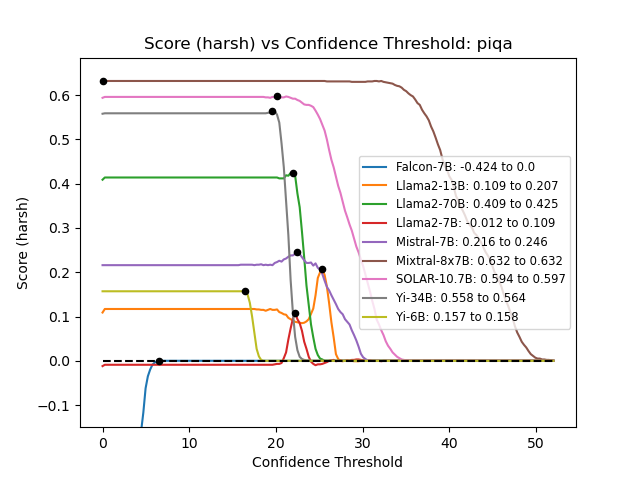 Score (harsh) vs Confidence Threshold: piqa
Score (harsh)
0.6
0.5
0.4
0.3
0.2
0.1
0.0
−0.1
Falcon-7B: -0.424 to 0.0
Llama2-13B: 0.109 to 0.207
Llama2-70B: 0.409 to 0.425
Llama2-7B: -0.012 to 0.109
Mistral-7B: 0.216 to 0.246
Mixtral-8x7B: 0.632 to 0.632
SOLAR-10.7B: 0.594 to 0.597
Yi-34B: 0.558 to 0.564
Yi-6B: 0.157 to 0.158
0 10 20 30 40 50
Confidence Threshold